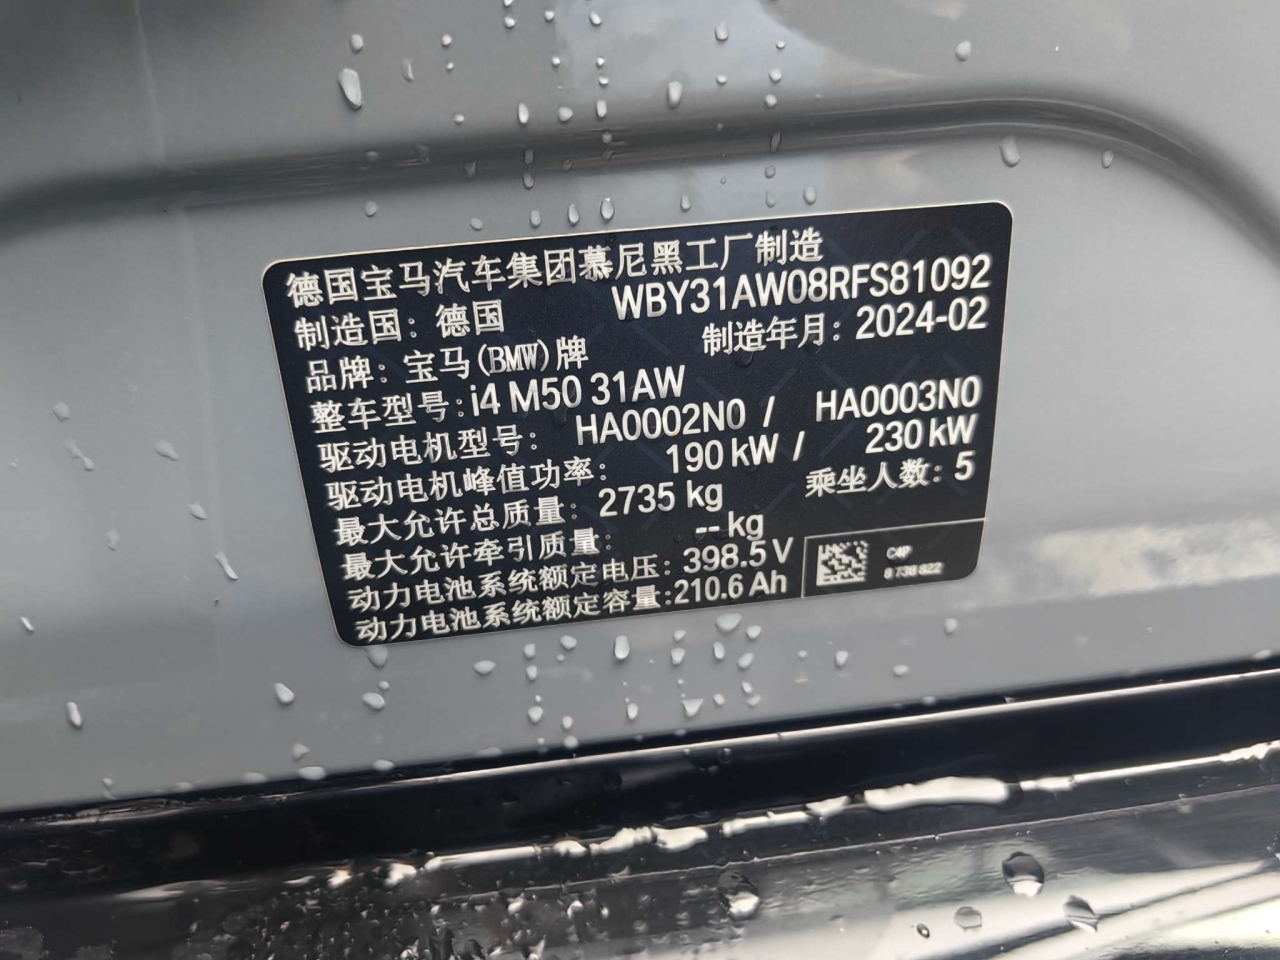 德国宝马汽车集团慕尼黑工厂制造
制造国：德国 WBY31AW08RFS81092
品牌：宝马(BMW)牌 制造年月：2024-02
整车型号：i4 M50 31AW
驱动电机型号： HA0002N0 / HA0003N0
驱动电机峰值功率： 190 kW / 230 kW
最大允许总质量： 2735 kg 乘坐人数：5
最大允许牵引质量： -- kg
动力电池系统额定电压：398.5 V
动力电池系统额定容量:210.6 Ah
C4P
8 738 822